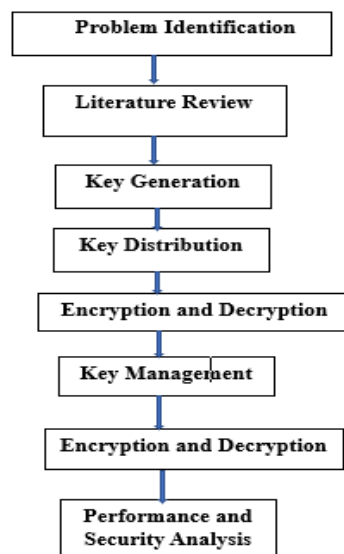 Problem Identification
Literature Review
Key Generation
Key Distribution
Encryption and Decryption
Key Management
Encryption and Decryption
Performance and
Security Analysis